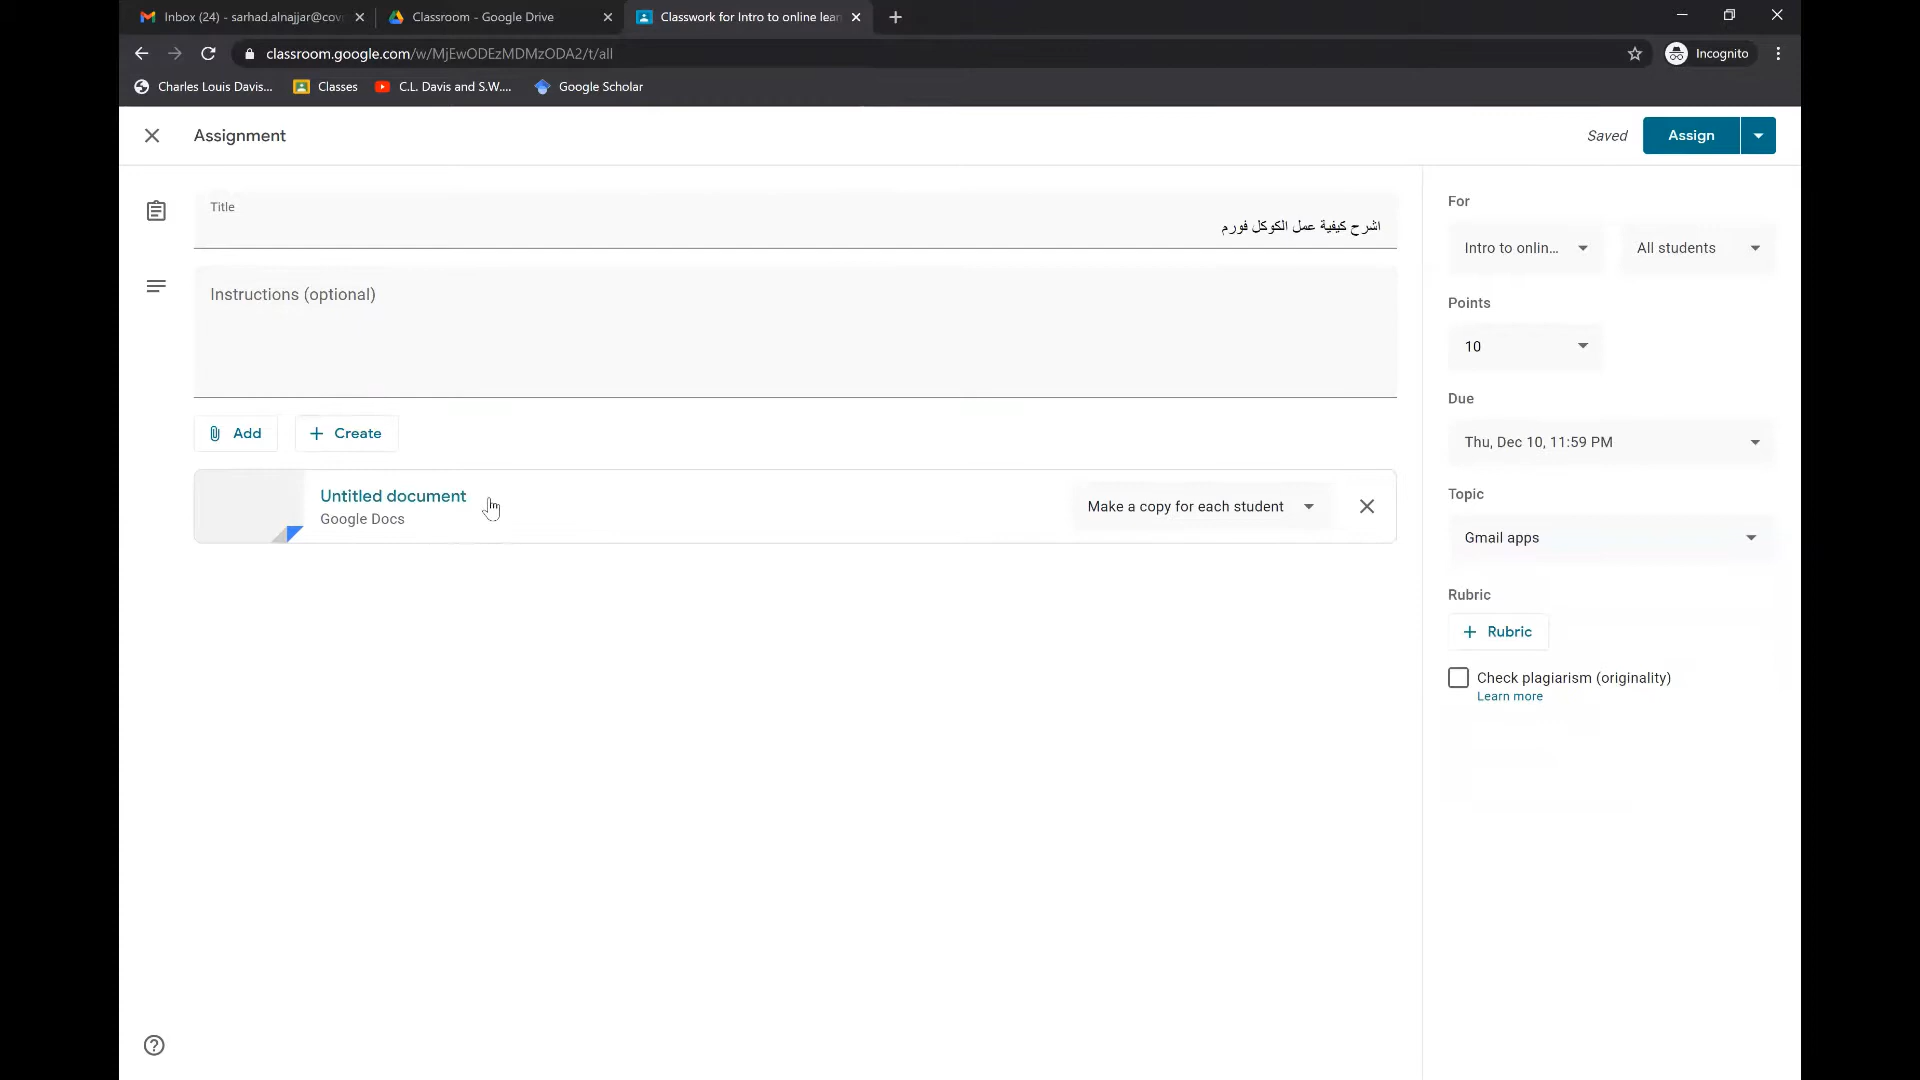 Inbox (24) - sarhad.alnajjar@cov
Classroom - Google Drive
Classwork for Intro to online lear
classroom.google.com/w/MjEwODEzMDMzODA2/t/all
Incognito
Charles Louis Davis...
Classes
C.L. Davis and S.W....
Google Scholar
Assignment
Saved
Assign
Title
اشرح كيفية عمل الكوكل فورم
Instructions (optional)
Add
Create
Untitled document
Google Docs
Make a copy for each student
For
Intro to onlin...
All students
Points
10
Due
Thu, Dec 10, 11:59 PM
Topic
Gmail apps
Rubric
Rubric
Check plagiarism (originality)
Learn more